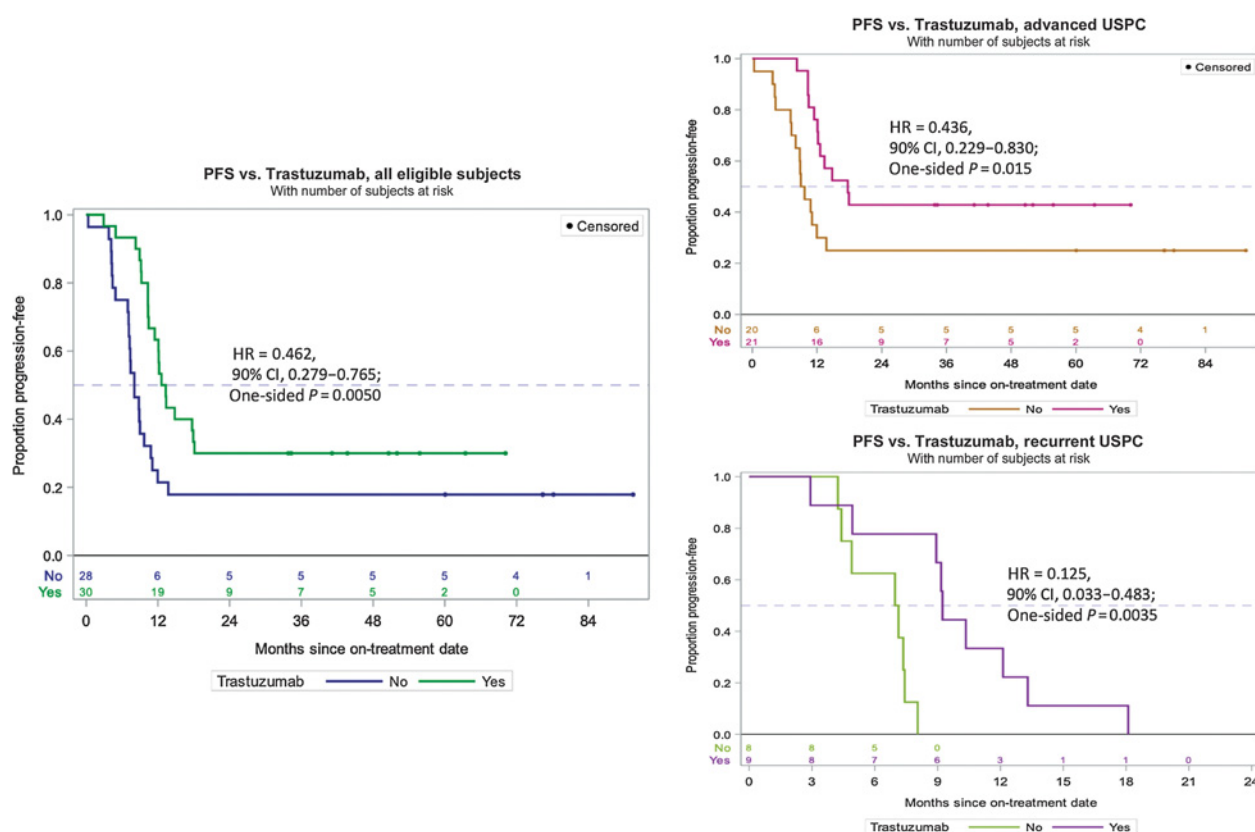 PFS vs. Trastuzumab, all eligible subjects
With number of subjects at risk
1.0
0.8
0.6
0.4
0.2
0.0
Proportion progression-free
• Censored
HR = 0.462,
90% CI, 0.279–0.765;
One-sided P = 0.0050
No 28 6 5 5 5 5 4 1
Yes 30 19 9 7 5 2 0
0 12 24 36 48 60 72 84
Months since on-treatment date
Trastuzumab No Yes
PFS vs. Trastuzumab, advanced USPC
With number of subjects at risk
1.0
0.8
0.6
0.4
0.2
0.0
Proportion progression-free
• Censored
HR = 0.436,
90% CI, 0.229–0.830;
One-sided P = 0.015
No 20 6 5 5 5 5 4 1
Yes 21 16 9 7 5 2 0
0 12 24 36 48 60 72 84
Months since on-treatment date
Trastuzumab No Yes
PFS vs. Trastuzumab, recurrent USPC
With number of subjects at risk
1.0
0.8
0.6
0.4
0.2
0.0
Proportion progression-free
HR = 0.125,
90% CI, 0.033–0.483;
One-sided P = 0.0035
No 8 8 5 0
Yes 9 8 7 6 3 1 1 0
0 3 6 9 12 15 18 21 24
Months since on-treatment date
Trastuzumab No Yes